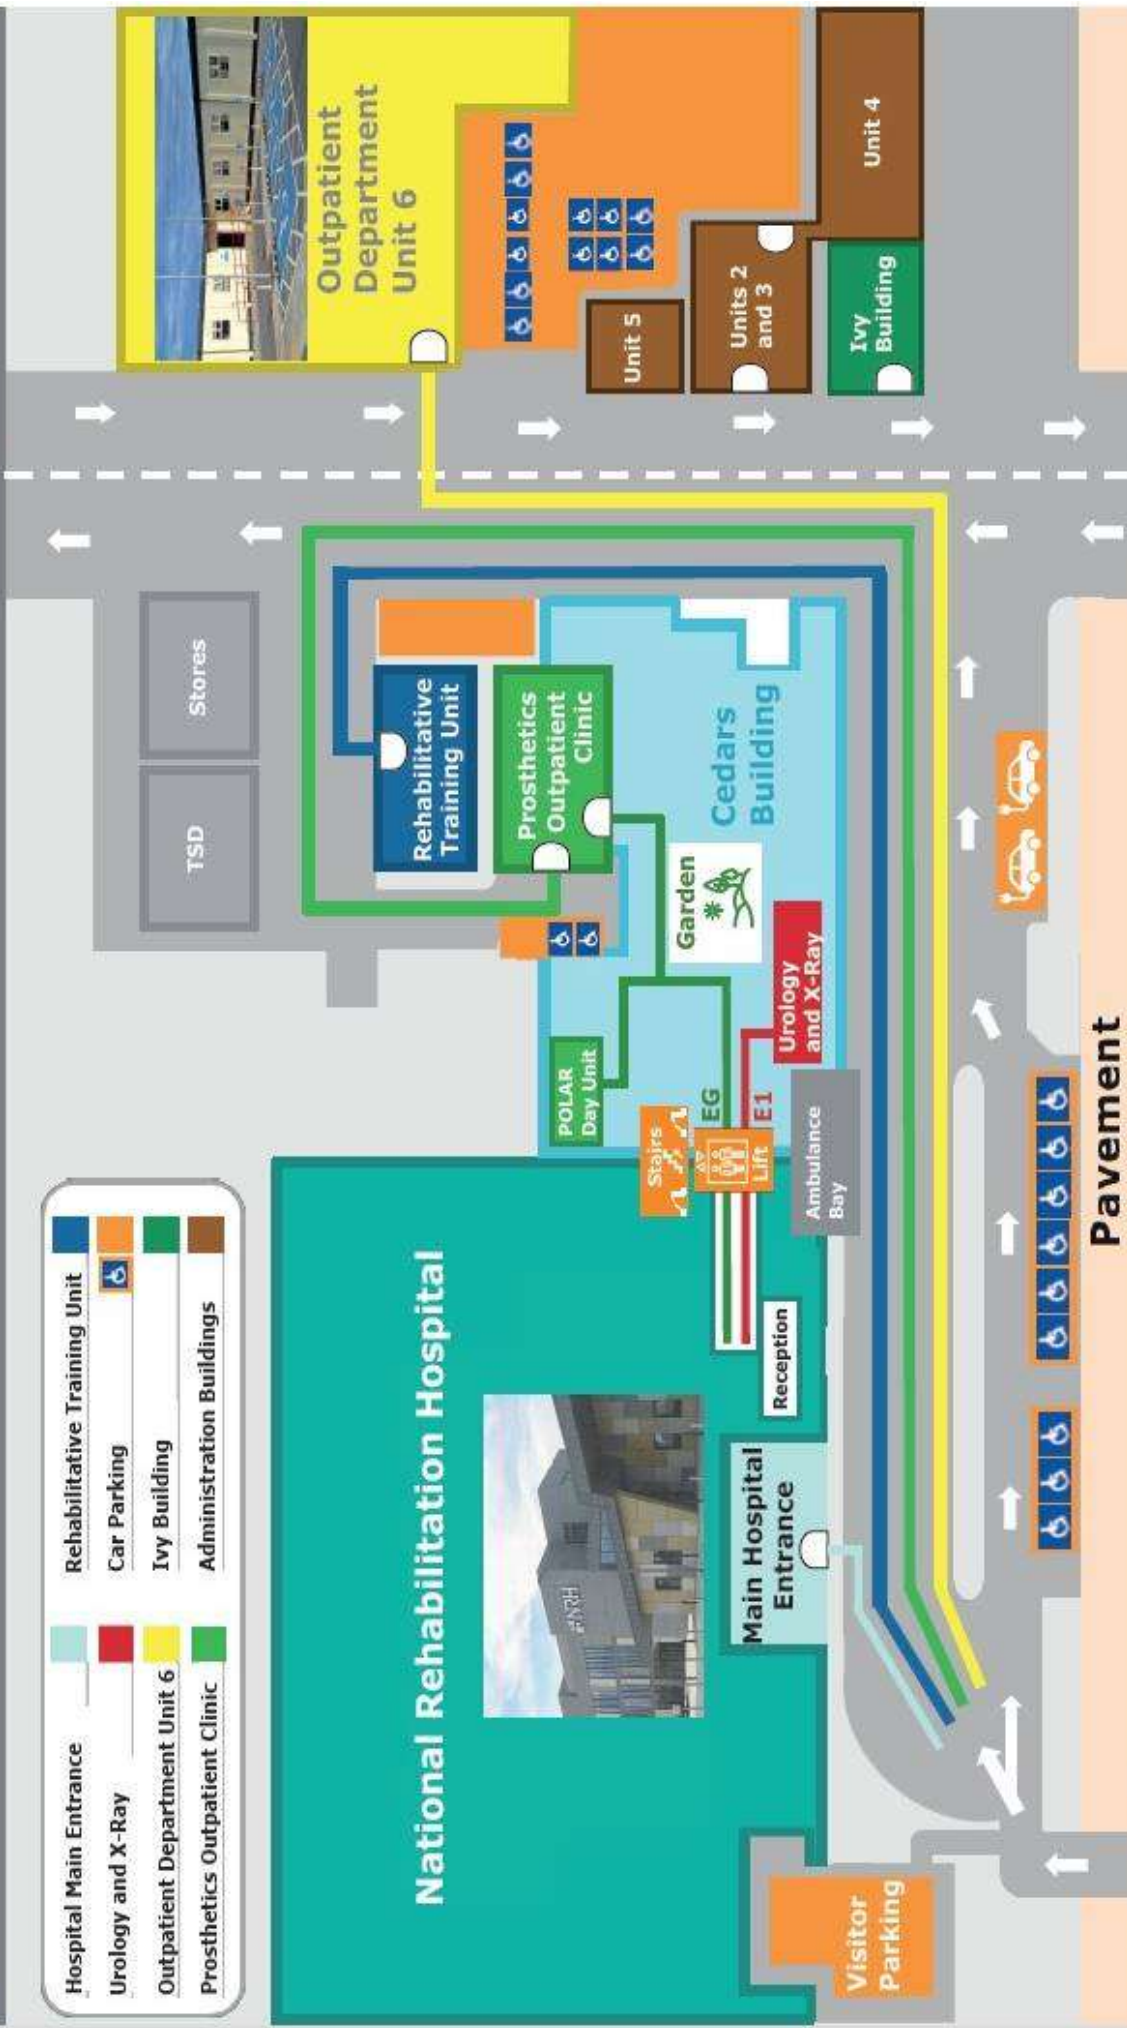 Hospital Main Entrance
Urology and X-Ray
Outpatient Department Unit 6
Prosthetics Outpatient Clinic
Rehabilitative Training Unit
Car Parking
Ivy Building
Administration Buildings
TSD
Stores
Outpatient
Department
Unit 6
National Rehabilitation Hospital
NRH
Rehabilitative
Training Unit
Prosthetics
Outpatient
Clinic
POLAR
Day Unit
Stairs
EG
E1
Lift
Garden
Cedars
Building
Urology
and X-Ray
Ambulance
Bay
Reception
Main Hospital
Entrance
Visitor
Parking
Unit 5
Units 2
and 3
Unit 4
Ivy
Building
Pavement